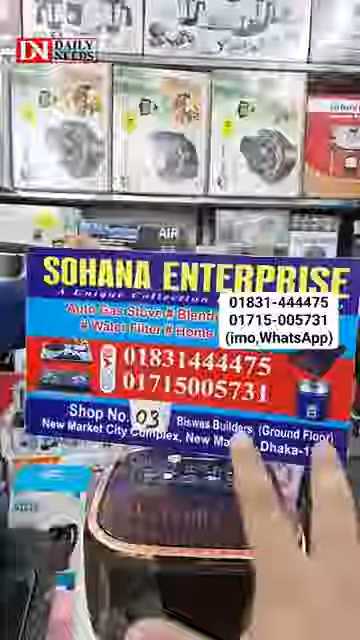 DN DAILY NEEDS
AIR
SOHANA ENTERPRISE
A Unique Collection
01831-444475
01715-005731
(imo,WhatsApp)
Auto Gas Stove # Blend
# Water Filter # Home
01831444475
01715005731
Shop No. 03 Biswas Builders, (Ground Floor)
New Market City Complex, New Ma Dhaka-1